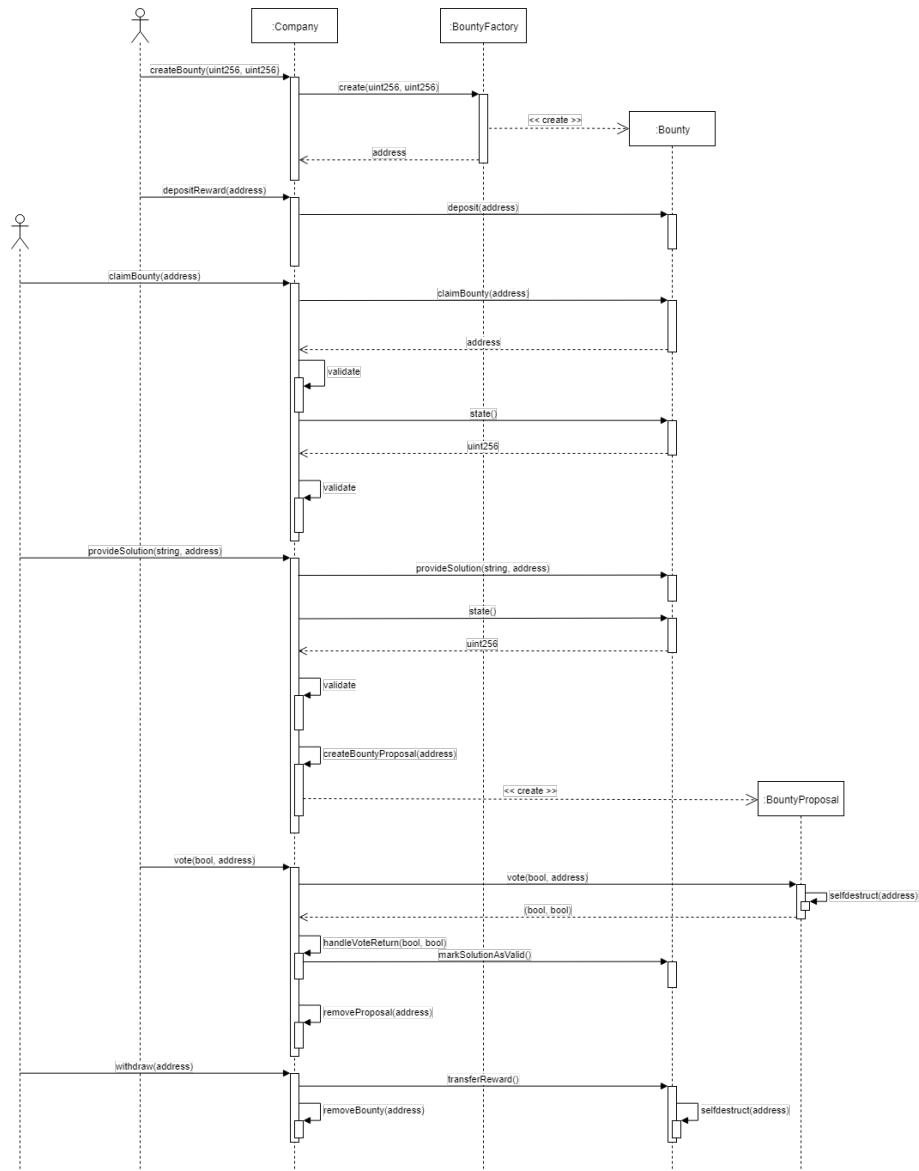 :Company
:BountyFactory
createBounty(uint256, uint256)
create(uint256, uint256)
<< create >>
:Bounty
address
depositReward(address)
deposit(address)
claimBounty(address)
claimBounty(address)
address
validate
state()
uint256
validate
provideSolution(string, address)
provideSolution(string, address)
state()
uint256
validate
createBountyProposal(address)
<< create >>
:BountyProposal
vote(bool, address)
vote(bool, address)
selfdestruct(address)
(bool, bool)
handleVoteReturn(bool, bool)
markSolutionAsValid()
removeProposal(address)
withdraw(address)
transferReward()
removeBounty(address)
selfdestruct(address)